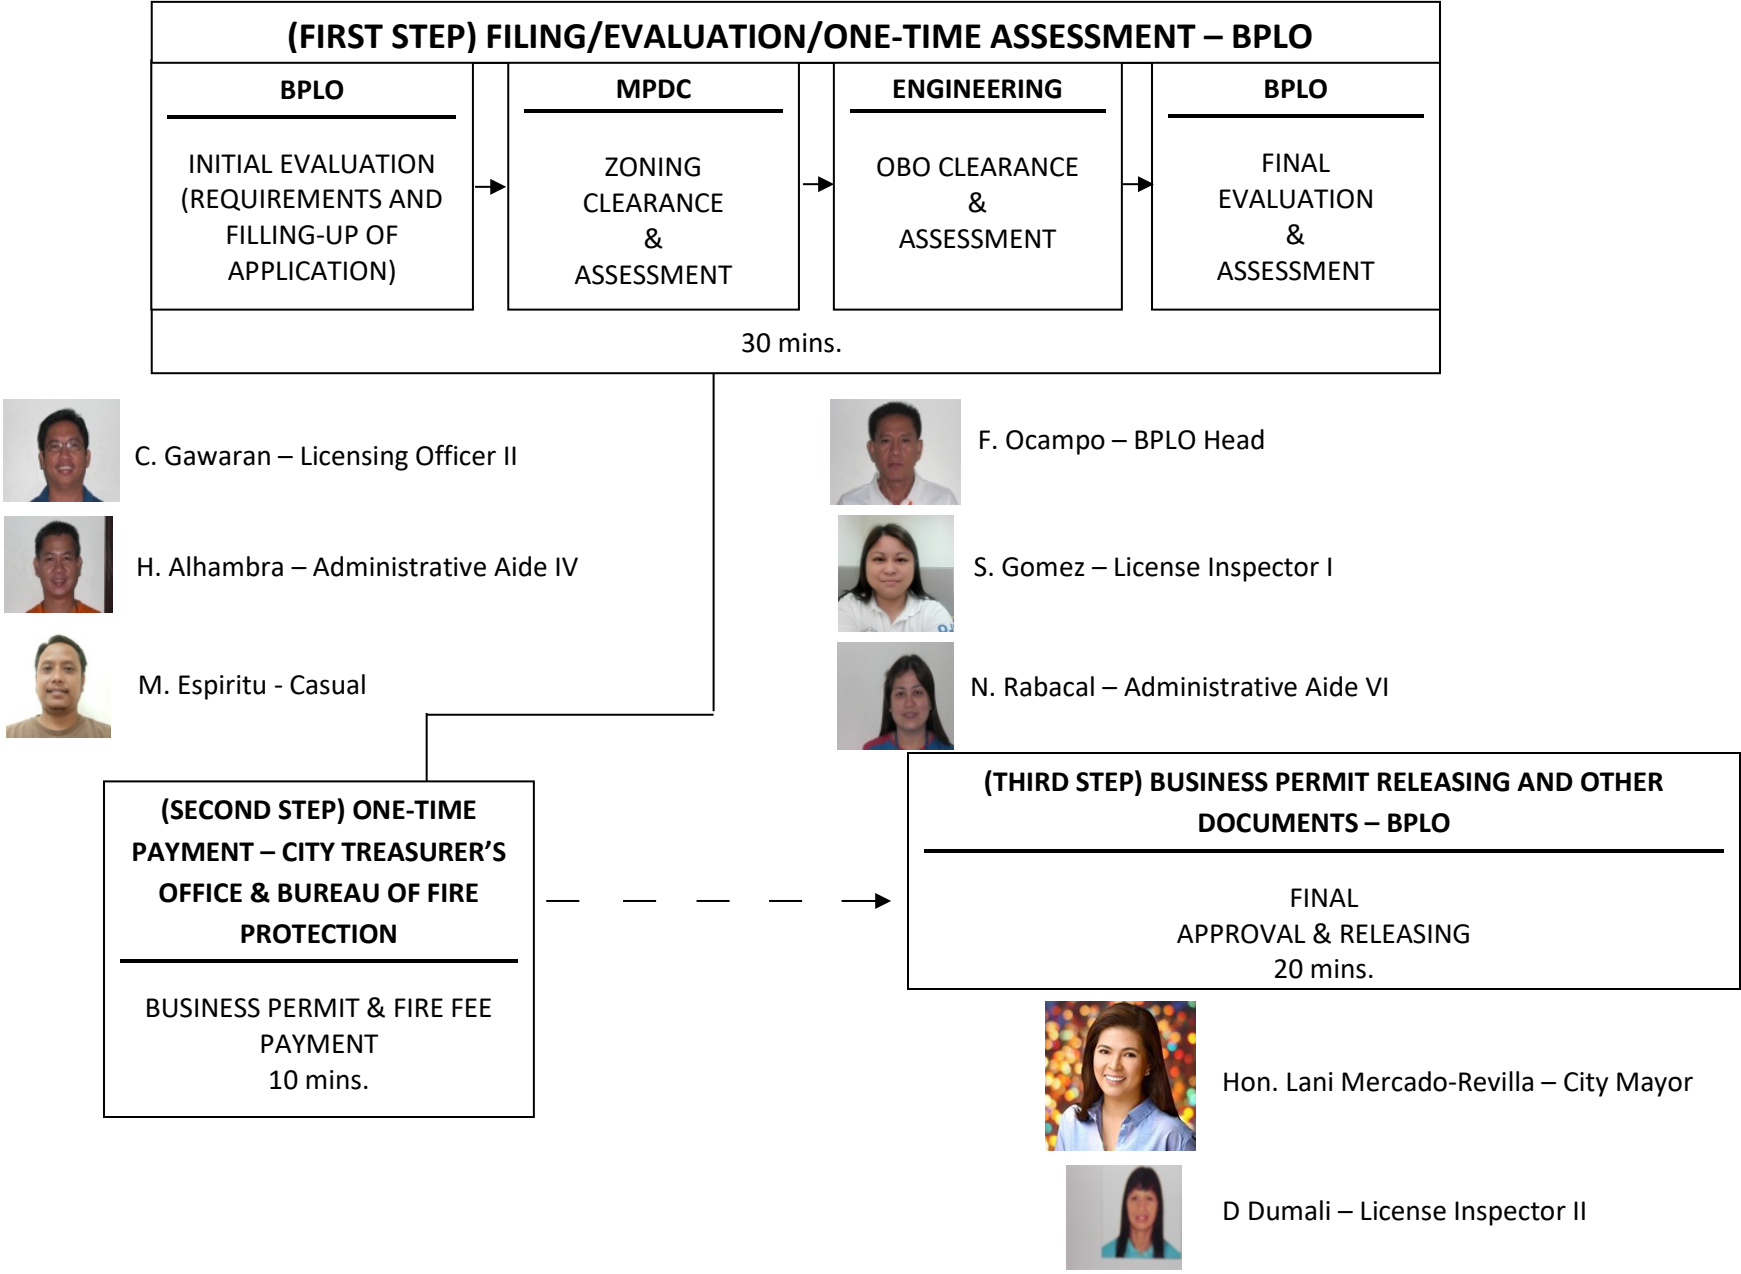 (FIRST STEP) FILING/EVALUATION/ONE-TIME ASSESSMENT – BPLO
BPLO
INITIAL EVALUATION
(REQUIREMENTS AND
FILLING-UP OF
APPLICATION)
MPDC
ZONING
CLEARANCE
&
ASSESSMENT
ENGINEERING
OBO CLEARANCE
&
ASSESSMENT
BPLO
FINAL
EVALUATION
&
ASSESSMENT
30 mins.
C. Gawaran – Licensing Officer II
H. Alhambra – Administrative Aide IV
M. Espiritu - Casual
F. Ocampo – BPLO Head
S. Gomez – License Inspector I
N. Rabacal – Administrative Aide VI
(SECOND STEP) ONE-TIME
PAYMENT – CITY TREASURER’S
OFFICE & BUREAU OF FIRE
PROTECTION
BUSINESS PERMIT & FIRE FEE
PAYMENT
10 mins.
(THIRD STEP) BUSINESS PERMIT RELEASING AND OTHER
DOCUMENTS – BPLO
FINAL
APPROVAL & RELEASING
20 mins.
Hon. Lani Mercado-Revilla – City Mayor
D Dumali – License Inspector II